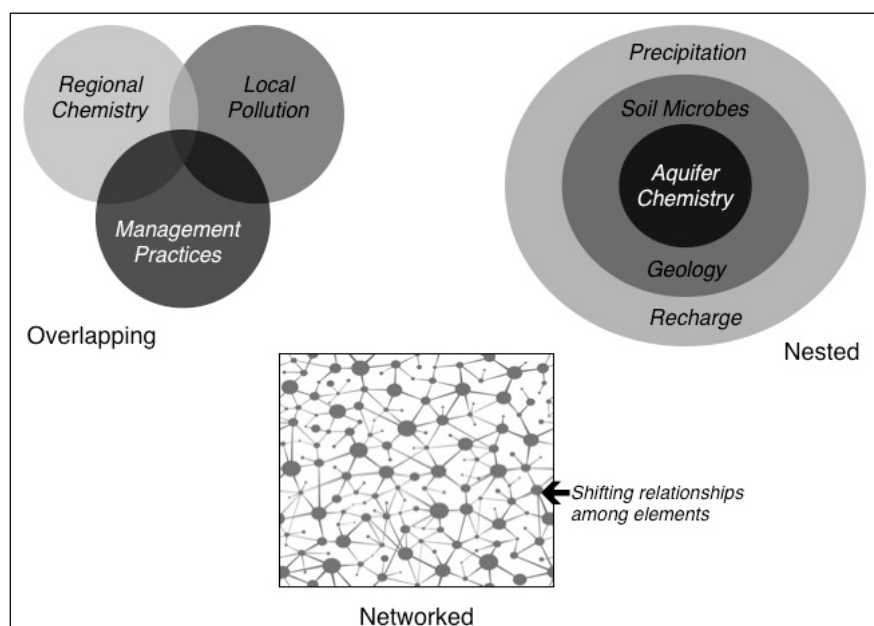 Regional
Chemistry
Local
Pollution
Management
Practices
Overlapping
Precipitation
Soil Microbes
Aquifer
Chemistry
Geology
Recharge
Nested
Shifting relationships
among elements
Networked